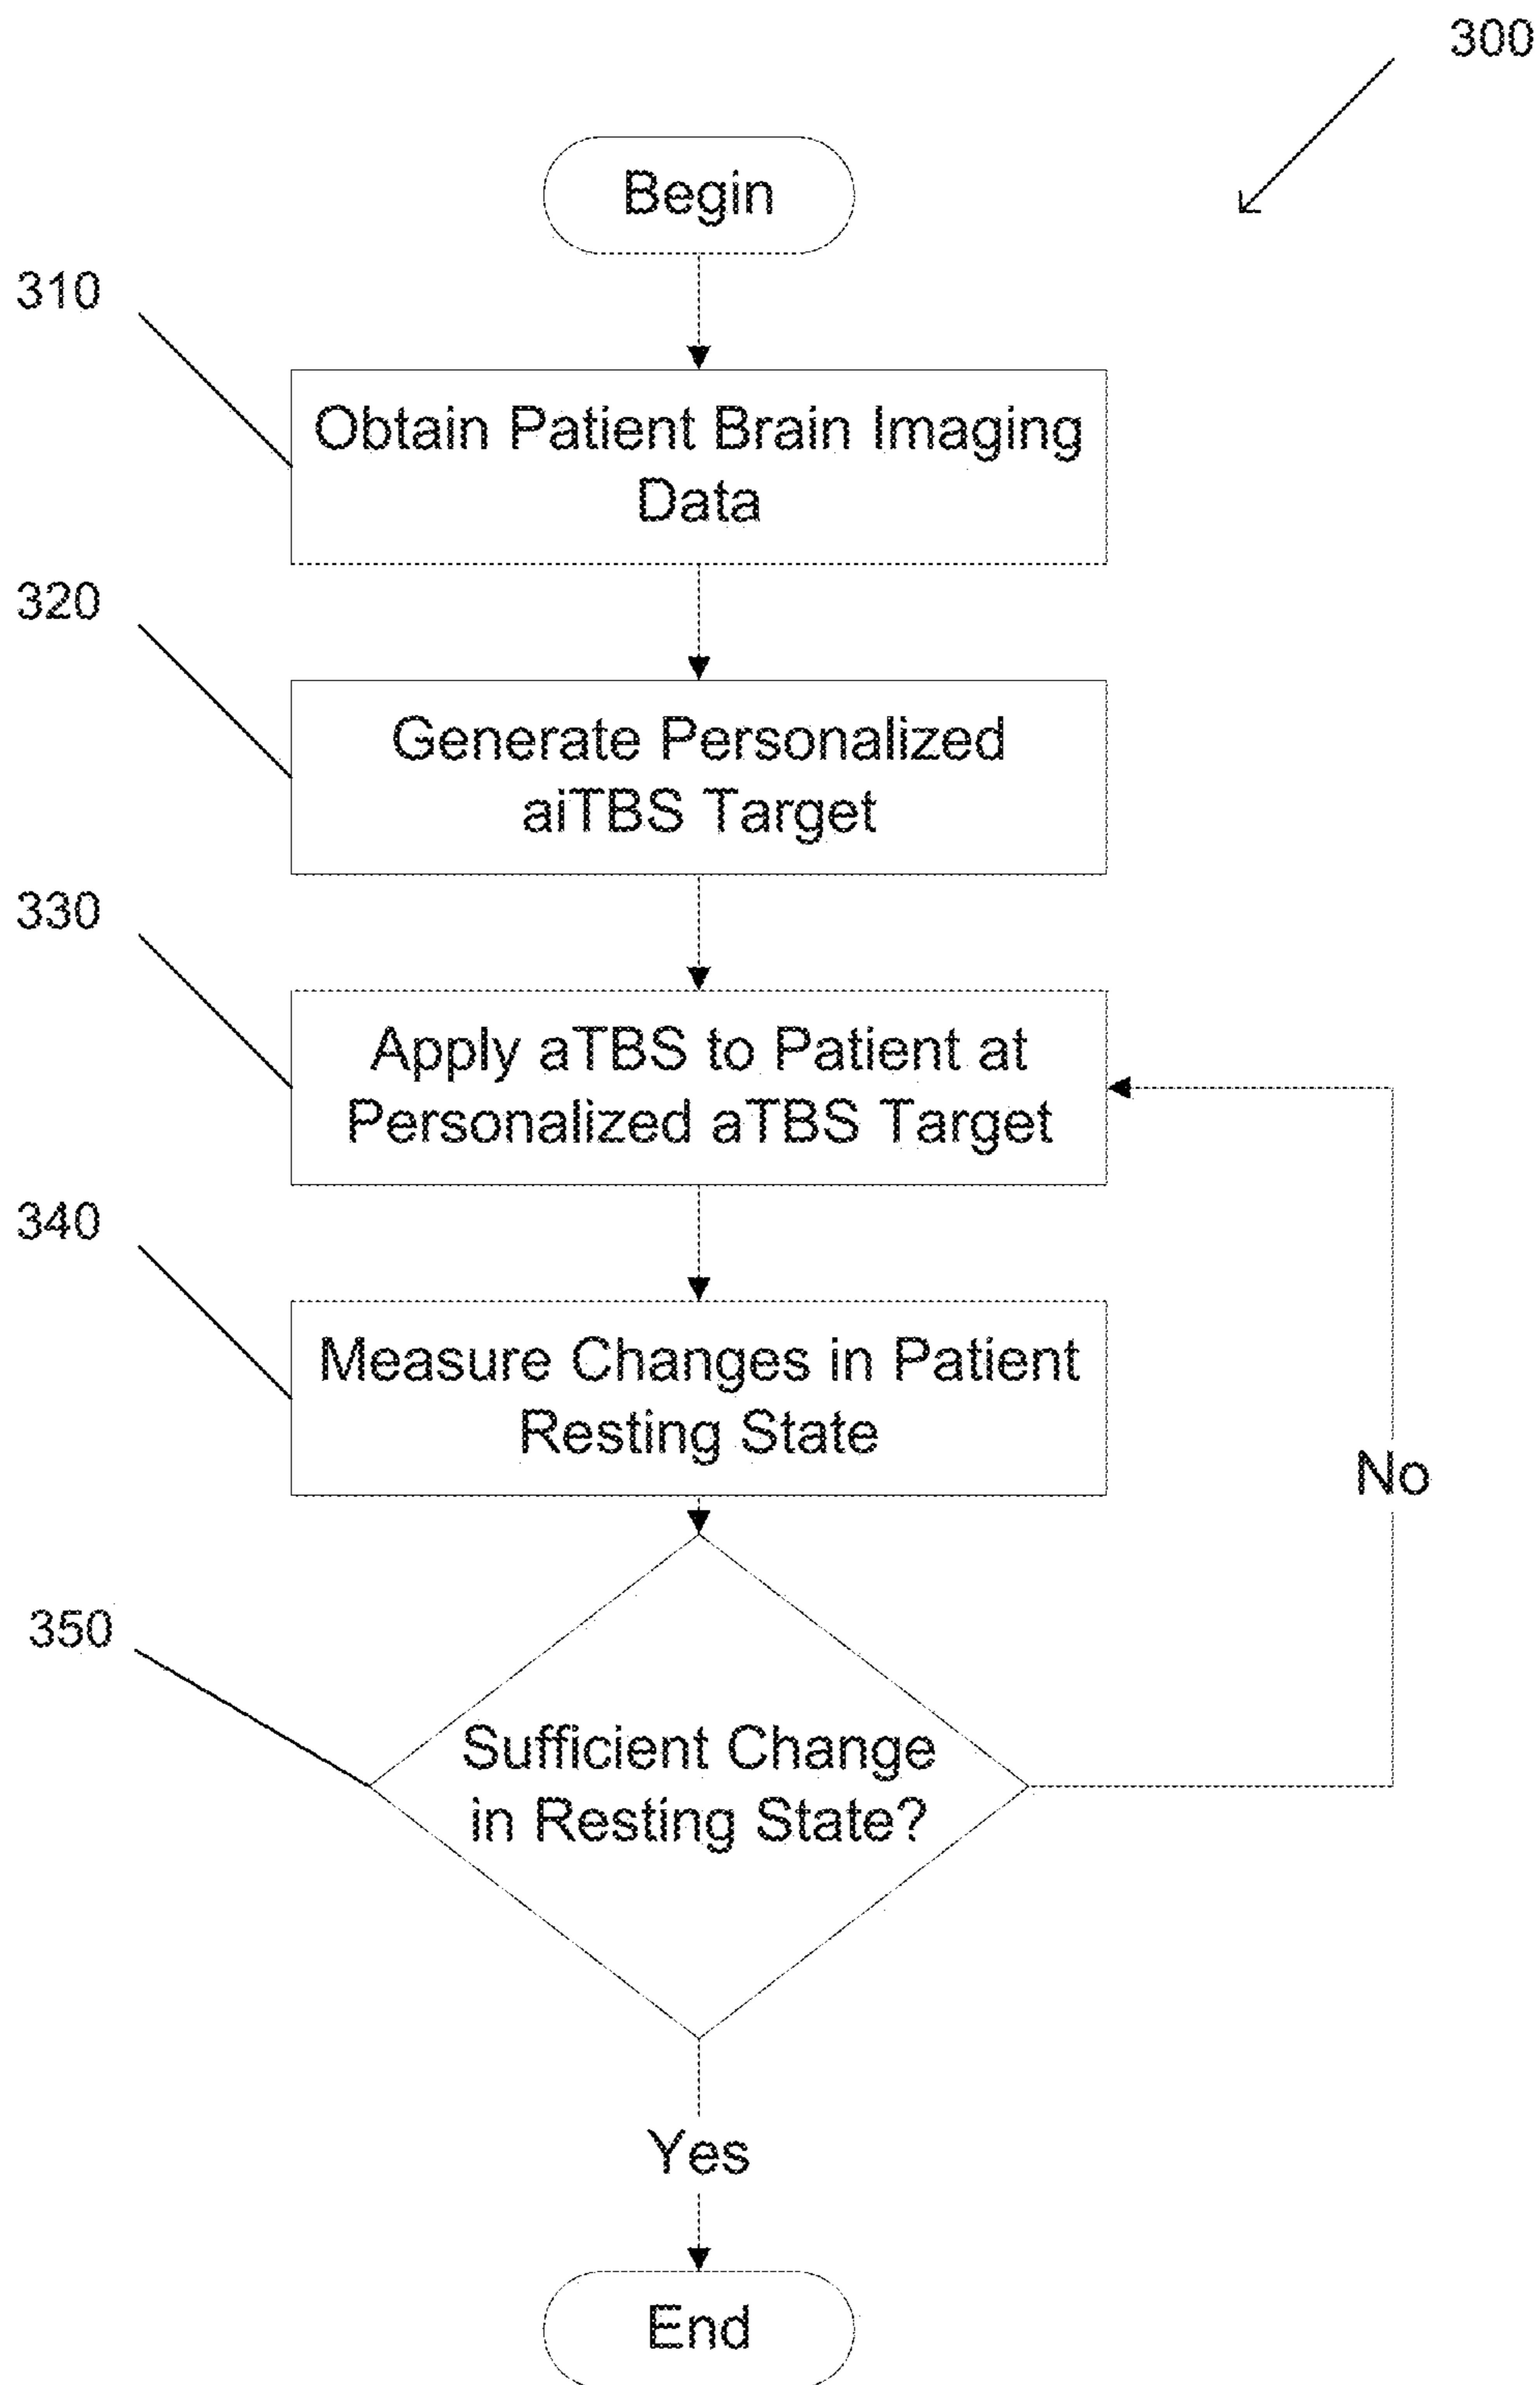 300
Begin
310
Obtain Patient Brain Imaging
Data
320
Generate Personalized
aiTBS Target
330
Apply aTBS to Patient at
Personalized aTBS Target
340
Measure Changes in Patient
Resting State
No
350
Sufficient Change
in Resting State?
Yes
End